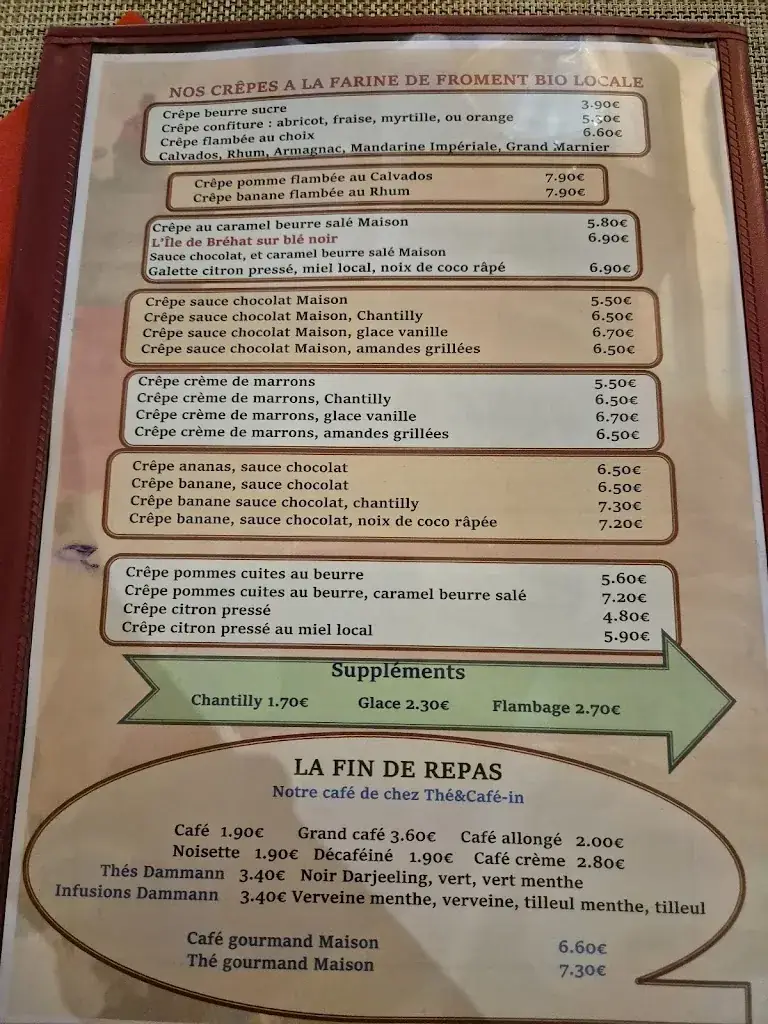 NOS CRÊPES A LA FARINE DE FROMENT BIO LOCALE
Crêpe beurre sucre 3.90€
Crêpe confiture : abricot, fraise, myrtille, ou orange 5.50€
Crêpe flambée au choix 6.60€
Calvados, Rhum, Armagnac, Mandarine Impériale, Grand Marnier
Crêpe pomme flambée au Calvados 7.90€
Crêpe banane flambée au Rhum 7.90€
Crêpe au caramel beurre salé Maison 5.80€
L'Île de Bréhat sur blé noir 6.90€
Sauce chocolat, et caramel beurre salé Maison
Galette citron pressé, miel local, noix de coco râpé 6.90€
Crêpe sauce chocolat Maison 5.50€
Crêpe sauce chocolat Maison, Chantilly 6.50€
Crêpe sauce chocolat Maison, glace vanille 6.70€
Crêpe sauce chocolat Maison, amandes grillées 6.50€
Crêpe crème de marrons 5.50€
Crêpe crème de marrons, Chantilly 6.50€
Crêpe crème de marrons, glace vanille 6.70€
Crêpe crème de marrons, amandes grillées 6.50€
Crêpe ananas, sauce chocolat 6.50€
Crêpe banane, sauce chocolat 6.50€
Crêpe banane sauce chocolat, chantilly 7.30€
Crêpe banane, sauce chocolat, noix de coco râpée 7.20€
Crêpe pommes cuites au beurre 5.60€
Crêpe pommes cuites au beurre, caramel beurre salé 7.20€
Crêpe citron pressé 4.80€
Crêpe citron pressé au miel local 5.90€
Suppléments
Chantilly 1.70€ Glace 2.30€ Flambage 2.70€
LA FIN DE REPAS
Notre café de chez Thé&Café-in
Café 1.90€ Grand café 3.60€ Café allongé 2.00€
Noisette 1.90€ Décaféiné 1.90€ Café crème 2.80€
Thés Dammann 3.40€ Noir Darjeeling, vert, vert menthe
Infusions Dammann 3.40€ Verveine menthe, verveine, tilleul menthe, tilleul
Café gourmand Maison 6.60€
Thé gourmand Maison 7.30€